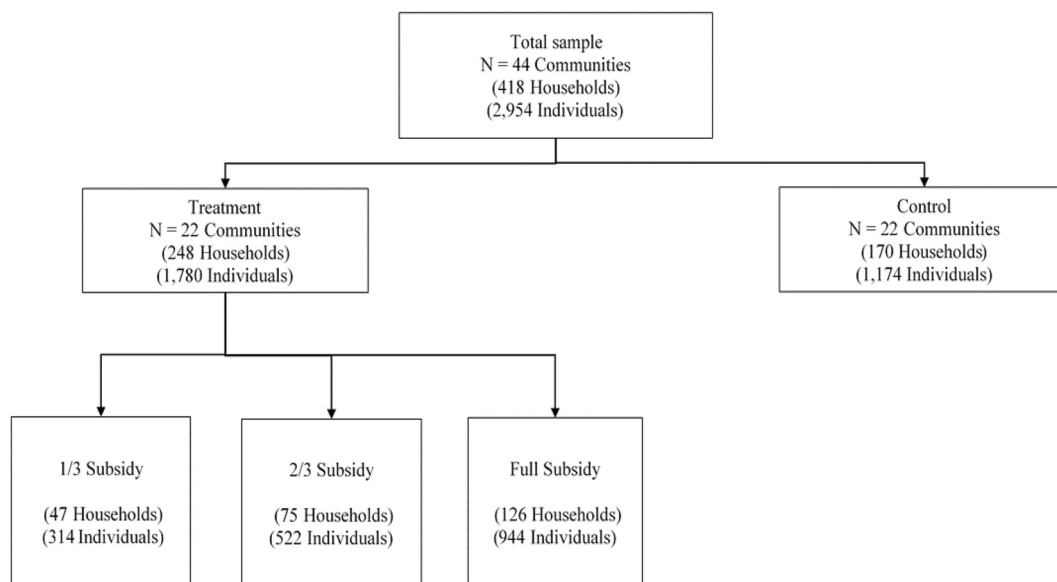 Total sample
N = 44 Communities
(418 Households)
(2,954 Individuals)
Treatment
N = 22 Communities
(248 Households)
(1,780 Individuals)
Control
N = 22 Communities
(170 Households)
(1,174 Individuals)
1/3 Subsidy
(47 Households)
(314 Individuals)
2/3 Subsidy
(75 Households)
(522 Individuals)
Full Subsidy
(126 Households)
(944 Individuals)